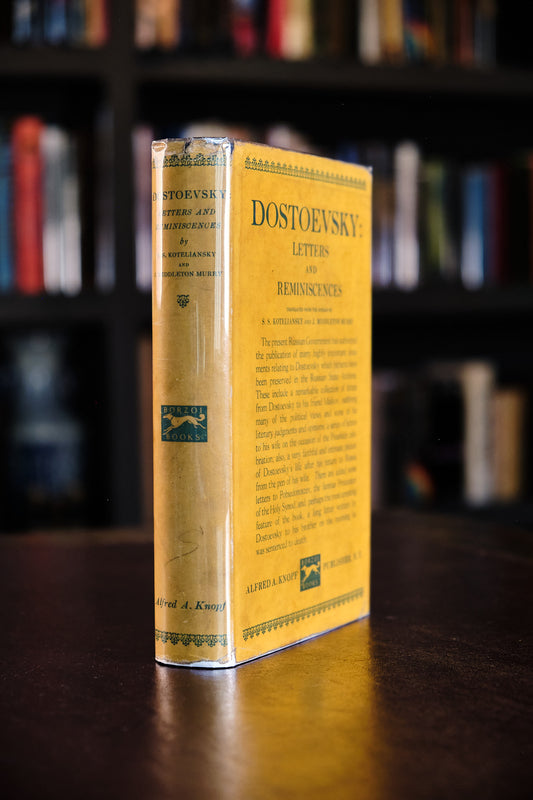 DOSTOEVSKY:
LETTERS AND
REMINISCENCES
by
S. S. KOTELIANSKY
AND
J. MIDDLETON MURRY
BORZOI
BOOKS
Alfred A. Knopf
DOSTOEVSKY:
LETTERS
AND
REMINISCENCES
TRANSLATED FROM THE RUSSIAN BY
S. S. KOTELIANSKY AND J. MIDDLETON MURRY
The present Russian Government has authorized
the publication of many highly important docu-
ments relating to Dostoevsky which hitherto have
been preserved in the Russian State Archives.
These include a remarkable collection of letters
from Dostoevsky to his friend Maikov, outlining
many of his political views and some of his
literary judgments and opinions; a series of letters
to his wife on the occasion of the Pushkin cele-
bration; also, a very faithful and intimate picture
of Dostoevsky's life after his return to Russia
from the pen of his wife. There are added some
letters to Pobiedonoszev, the famous Procurator
of the Holy Synod, and perhaps the most
feature of the book, a long letter written by
Dostoevsky to his brother on the morning he
was sentenced to death.
ALFRED A. KNOPF
BORZOI
BOOKS
PUBLISHER, N. Y.